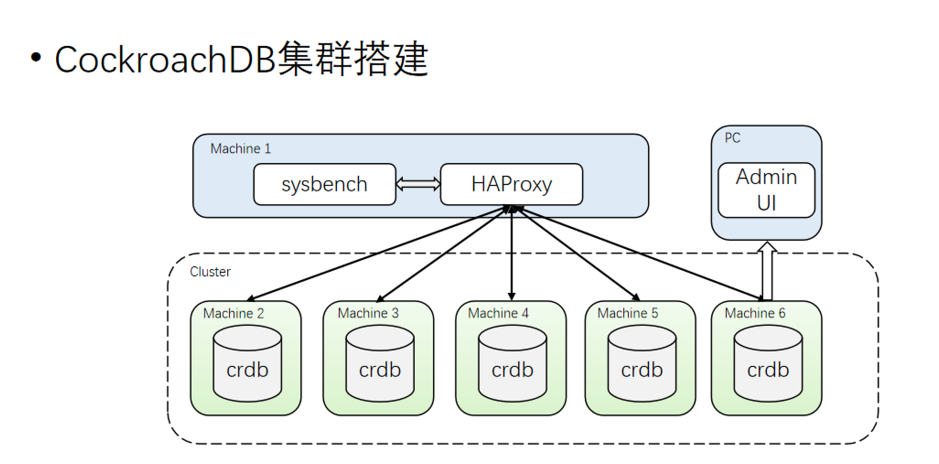 • CockroachDB集群搭建
Machine 1
sysbench
HAProxy
PC
Admin
UI
Cluster
Machine 2
crdb
Machine 3
crdb
Machine 4
crdb
Machine 5
crdb
Machine 6
crdb